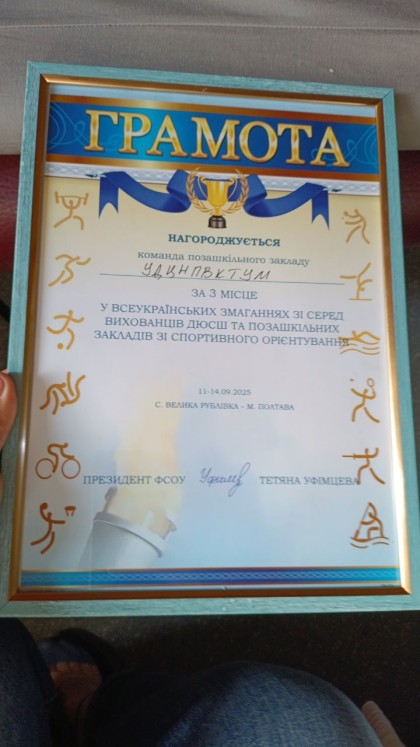 ГРАМОТА
НАГОРОДЖУЄТЬСЯ
команда позашкільного закладу
УДЦНПВКТУМ
ЗА 3 МІСЦЕ
У ВСЕУКРАЇНСЬКИХ ЗМАГАННЯХ ЗІ СЕРЕД
ВИХОВАНЦІВ ДЮСШ ТА ПОЗАШКІЛЬНИХ
ЗАКЛАДІВ ЗІ СПОРТИВНОГО ОРІЄНТУВАННЯ
11-14.09.2025
С. ВЕЛИКА РУБЛІВКА - М. ПОЛТАВА
ПРЕЗИДЕНТ ФСОУ ТЕТЯНА УФІМЦЕВА